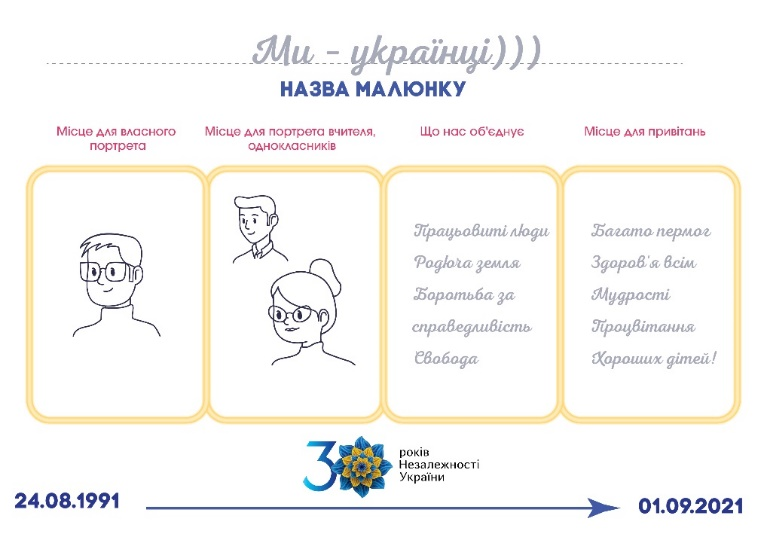 Ми - українці)))
НАЗВА МАЛЮНКУ
Місце для власного
портрета
Місце для портрета вчителя,
однокласників
Що нас об'єднує
Місце для привітань
Працьовиті люди
Родюча земля
Боротьба за
справедливість
Свобода
Багато пермог
Здоров'я всім
Мудрості
Процвітання
Хороших дітей!
30
років
Незалежності
України
24.08.1991
01.09.2021